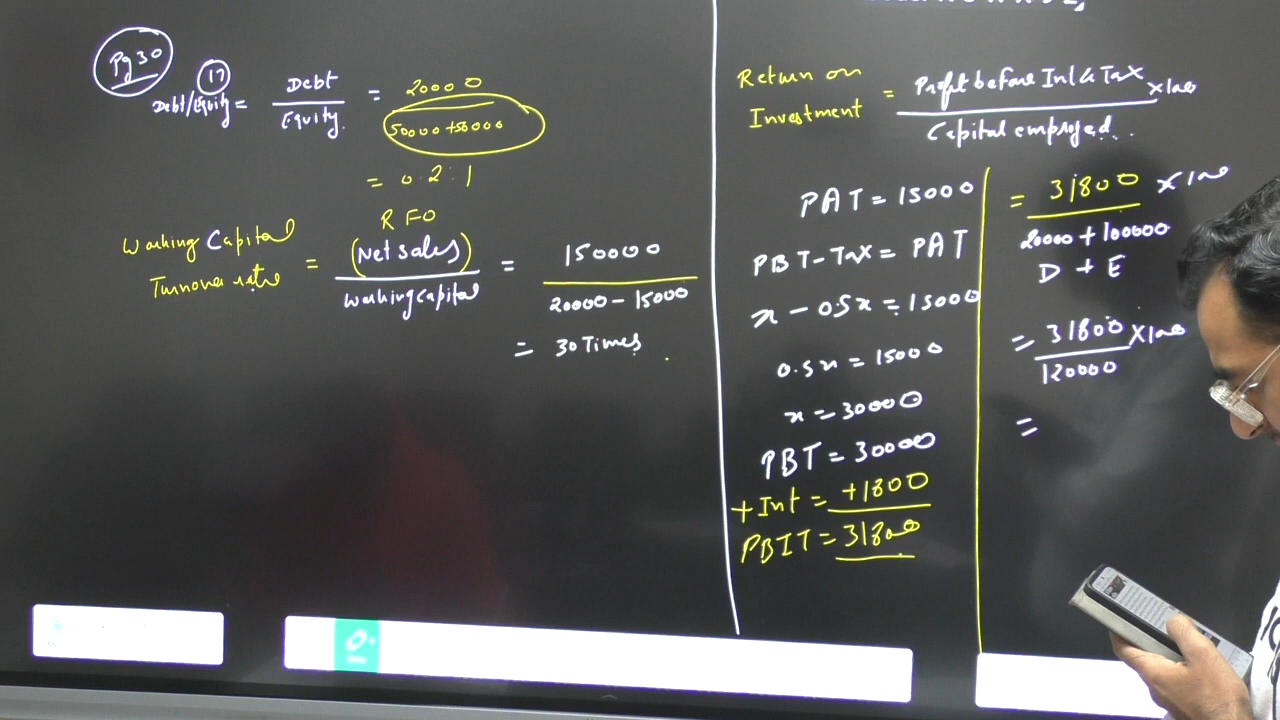 Pg 30
17
Debt/Equity = Debt / Equity = 20000 / 50000 + 50000
= 0.2 : 1
Working Capital Turnover ratio = RFO (Net sales) / Working capital = 150000 / 20000 - 15000
= 30 Times
Return on Investment = Profit before Int & Tax / Capital employed x 100
PAT = 15000
PBT - Tax = PAT
x - 0.5x = 15000
0.5x = 15000
x = 30000
PBT = 30000
+ Int = + 1800
PBIT = 31800
= 31800 / 20000 + 100000 x 100
D + E
= 31800 / 120000 x 100
=